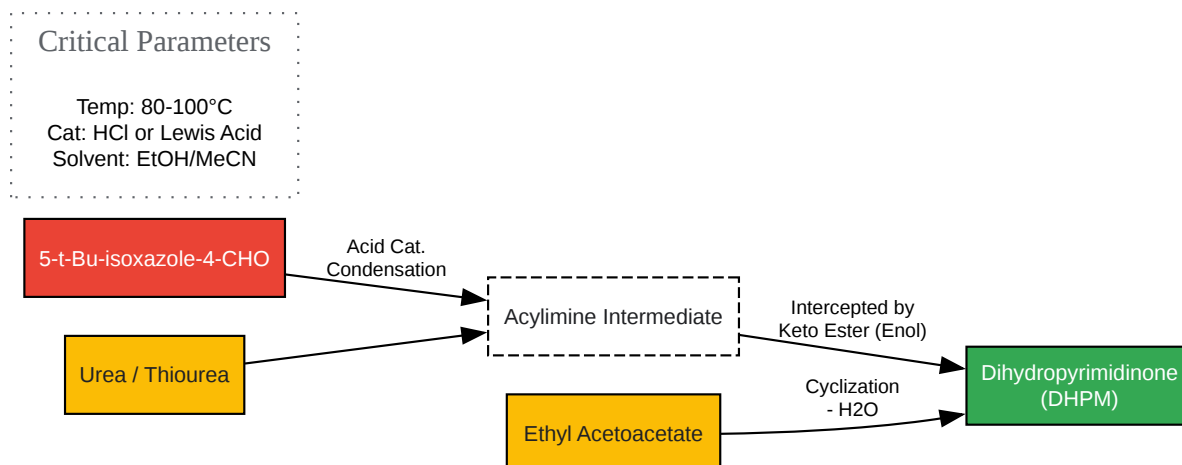 Critical Parameters
Temp: 80-100°C
Cat: HCl or Lewis Acid
Solvent: EtOH/MeCN
5-t-Bu-isoxazole-4-CHO
Acid Cat.
Condensation
Urea / Thiourea
Acylimine Intermediate
Intercepted by
Keto Ester (Enol)
Ethyl Acetoacetate
Cyclization
- H2O
Dihydropyrimidinone
(DHPM)